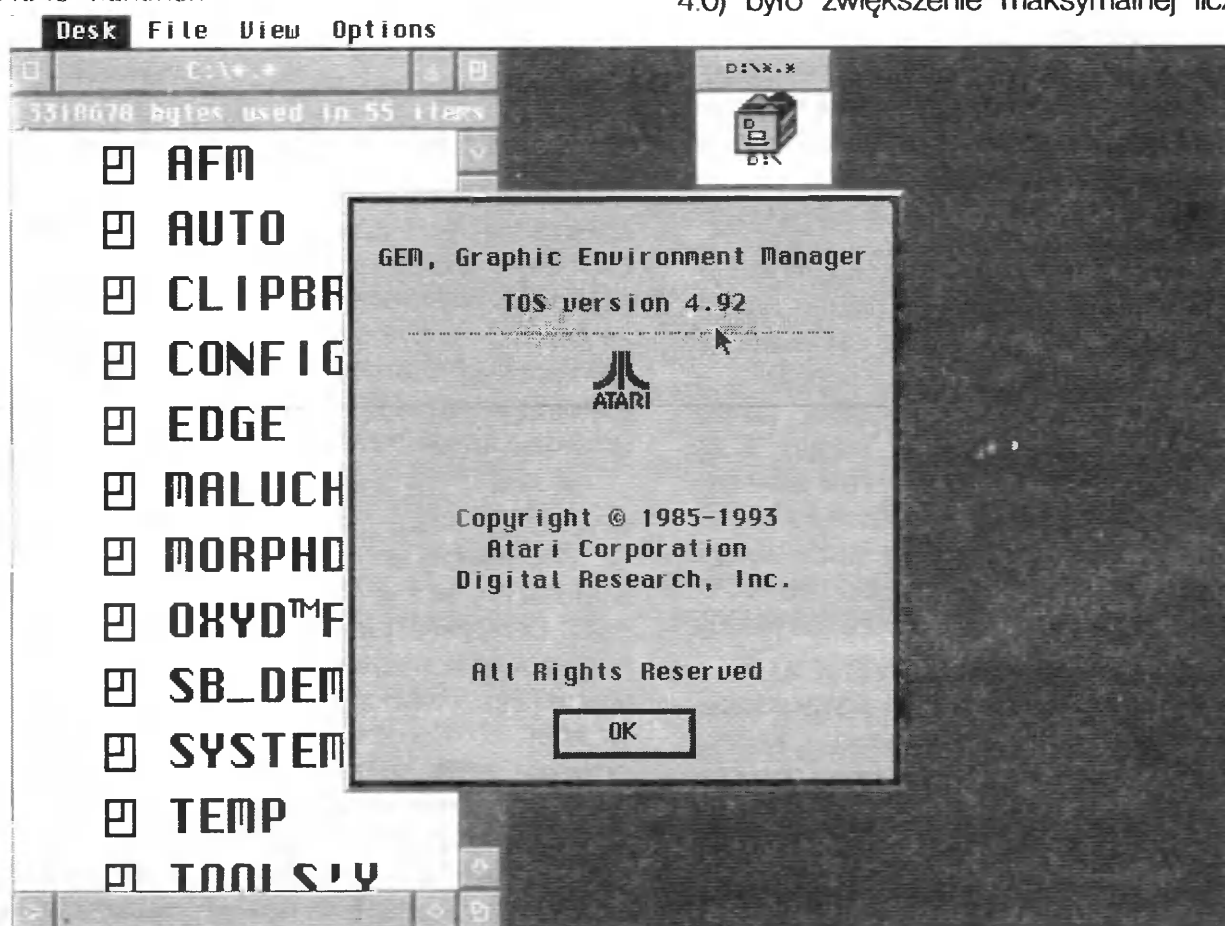 4.0) było zwiększenie maksymalnej
Desk File View Options
C:\*.*
3318678 bytes used in 55 items
D:\*.*
D
D:\
AFM
AUTO
CLIPBR
CONFIG
EDGE
MALUCH
MORPHO
OXYD™F
SB_DEM
SYSTEM
TEMP
GEM, Graphic Environment Manager
TOS version 4.92
ATARI
Copyright © 1985-1993
Atari Corporation
Digital Research, Inc.
All Rights Reserved
OK